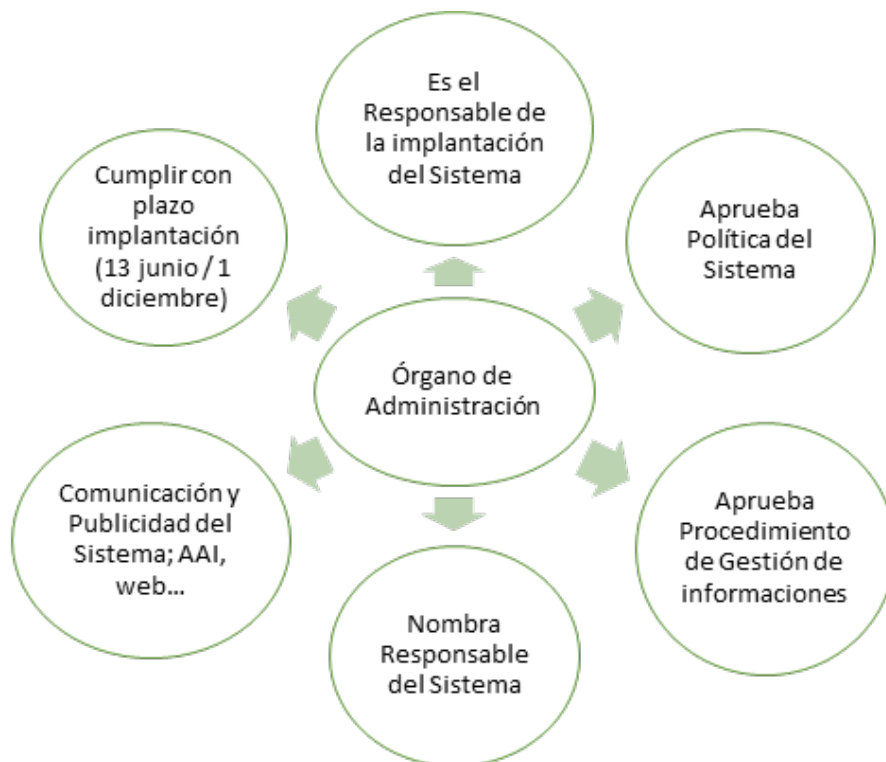 Es el
Responsable de
la implantación
del Sistema
Cumplir con
plazo
implantación
(13 junio / 1
diciembre)
Aprueba
Política del
Sistema
Órgano de
Administración
Comunicación y
Publicidad del
Sistema; AAI,
web...
Aprueba
Procedimiento
de Gestión de
informaciones
Nombra
Responsable
del Sistema